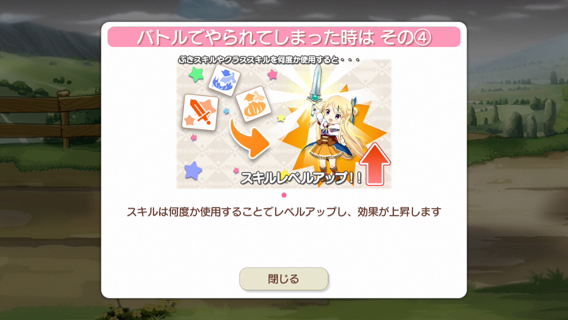 バトルでやられてしまった時は その④
ぶきスキルやクラススキルを何度か使用すると・・・
スキルレベルアップ！！
スキルは何度か使用することでレベルアップし、効果が上昇します
閉じる